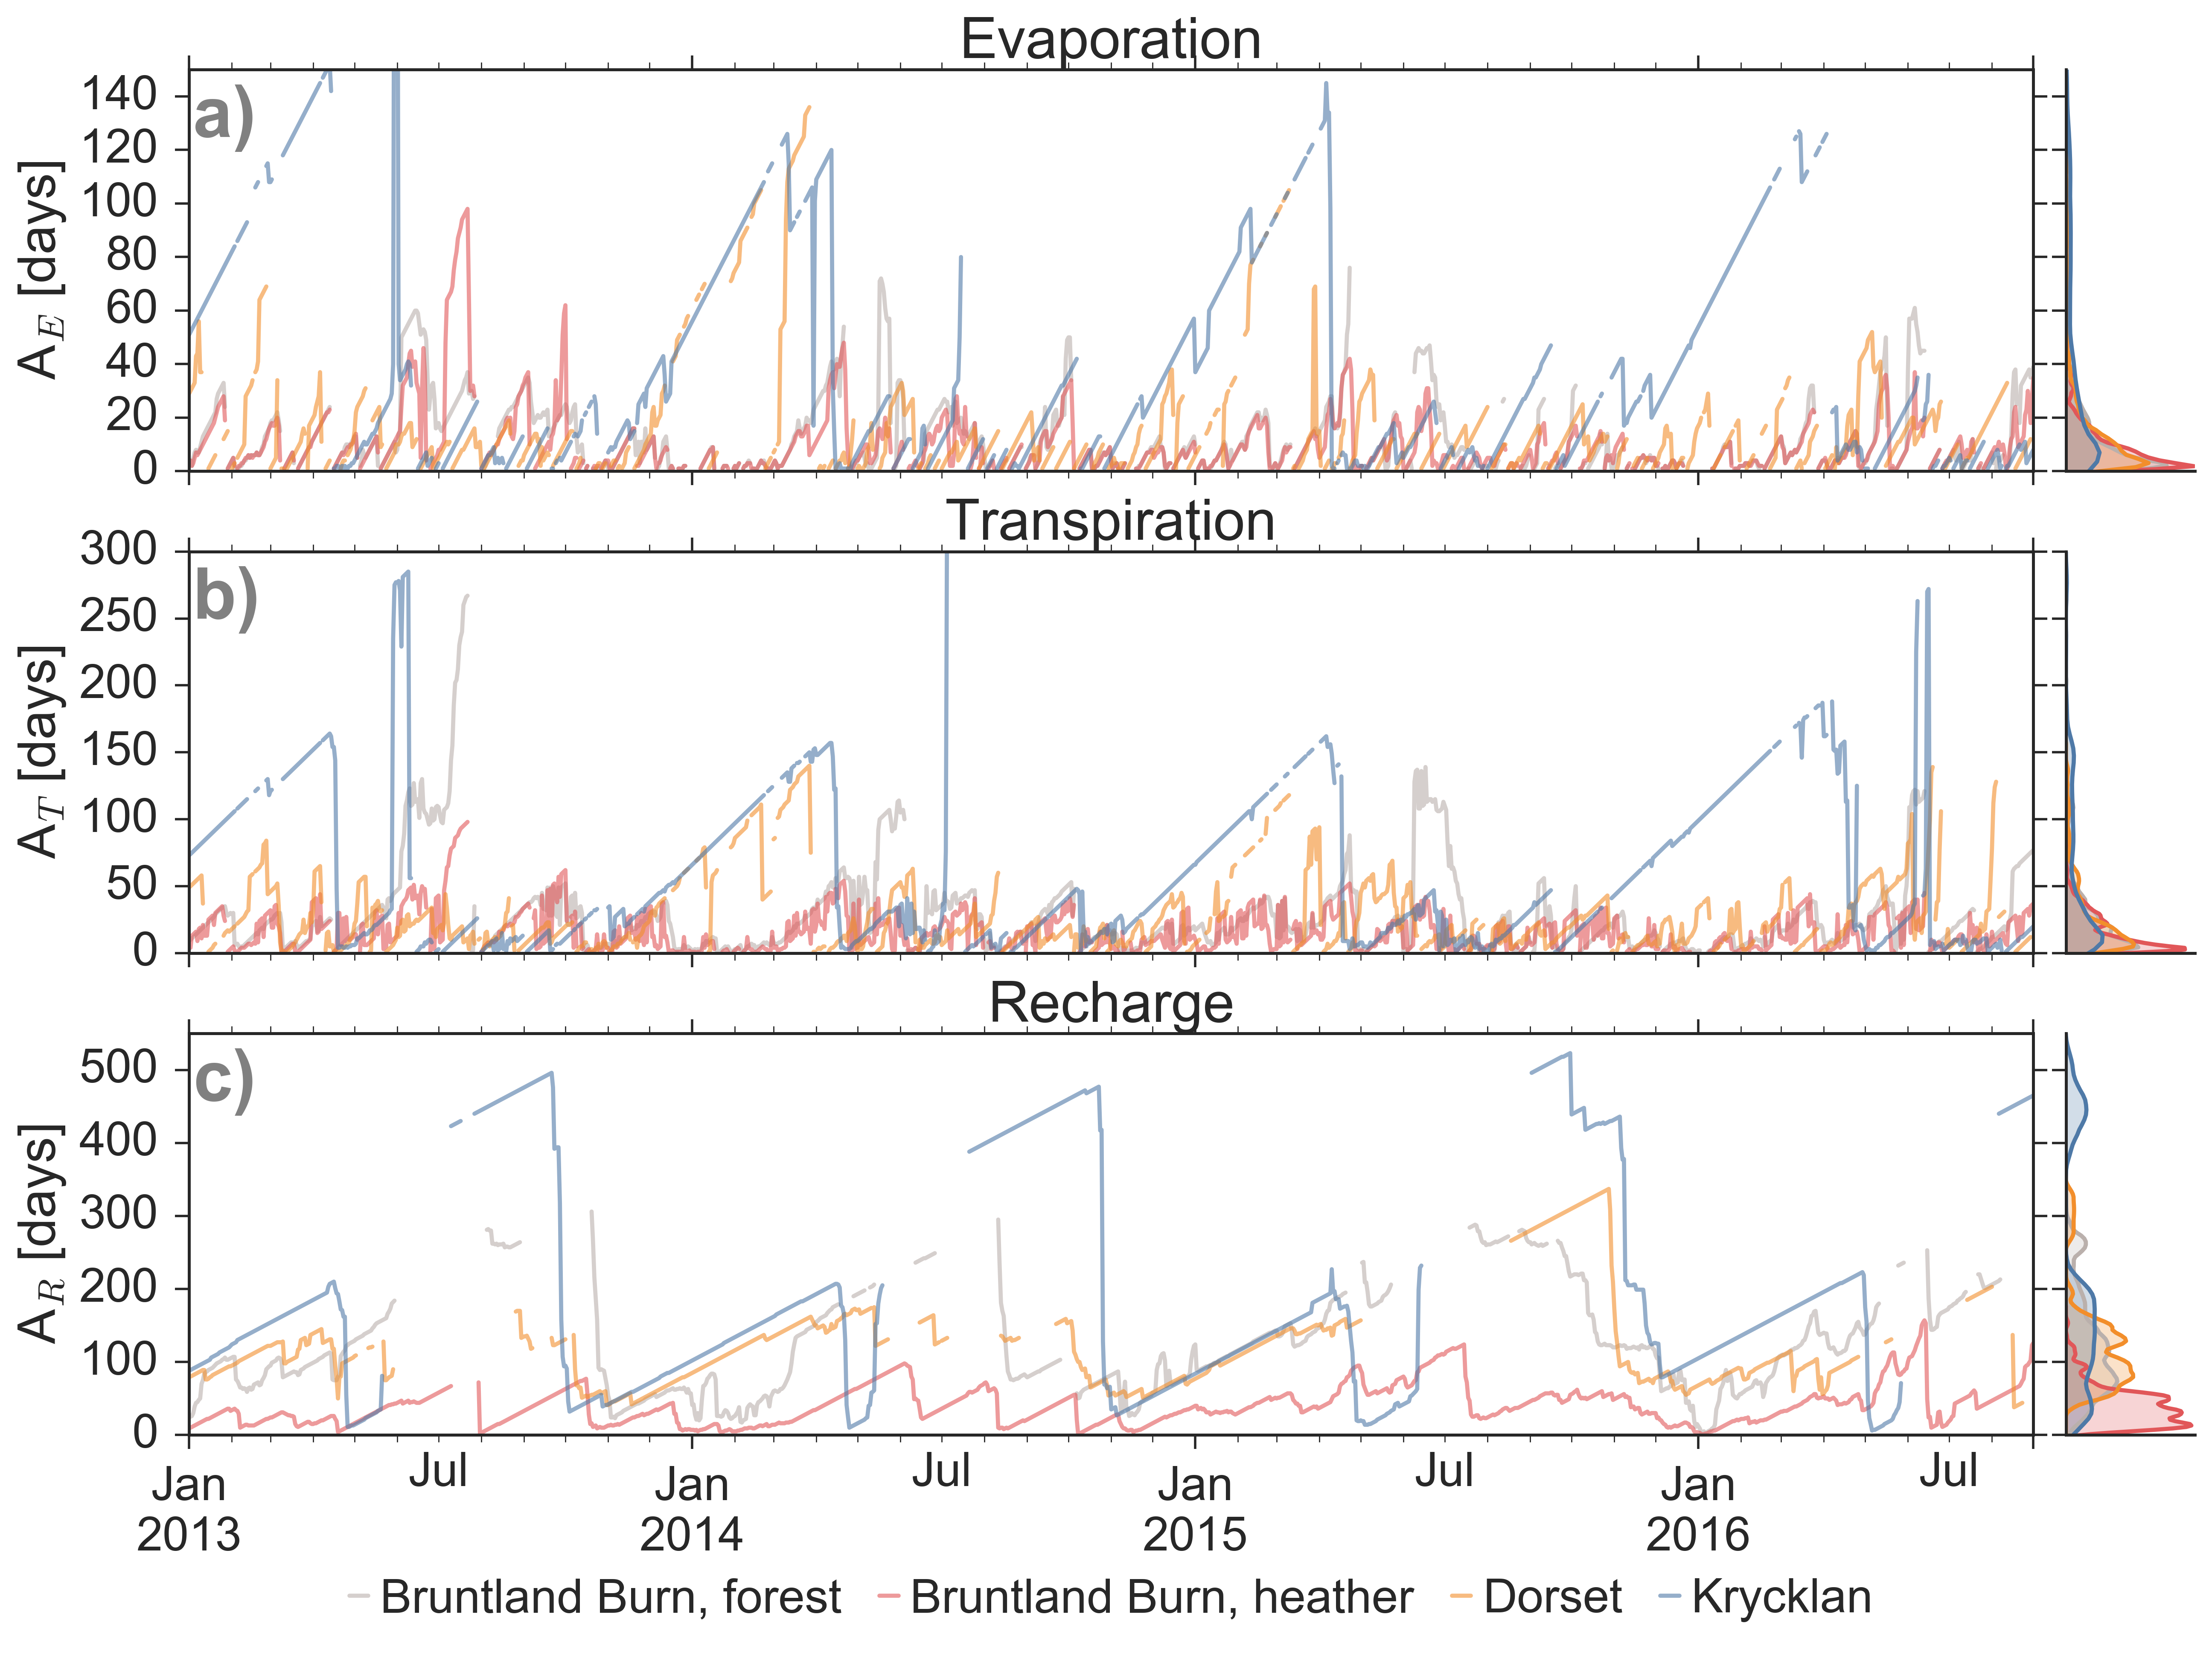 Evaporation
a)
A_E [days]
140
120
100
80
60
40
20
0
Transpiration
b)
A_T [days]
300
250
200
150
100
50
0
Recharge
c)
A_R [days]
500
400
300
200
100
0
Jan Jul Jan Jul Jan Jul Jan Jul
2013 2014 2015 2016
Bruntland Burn, forest Bruntland Burn, heather Dorset Krycklan